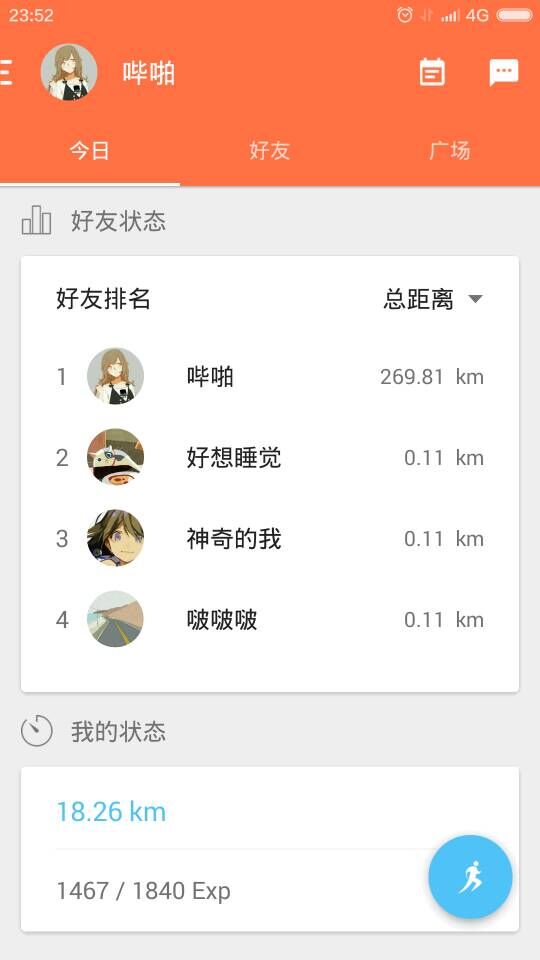 23:52 4G
哔啪
今日 好友 广场
好友状态
好友排名 总距离
1 哔啪 269.81 km
2 好想睡觉 0.11 km
3 神奇的我 0.11 km
4 啵啵啵 0.11 km
我的状态
18.26 km
1467 / 1840 Exp